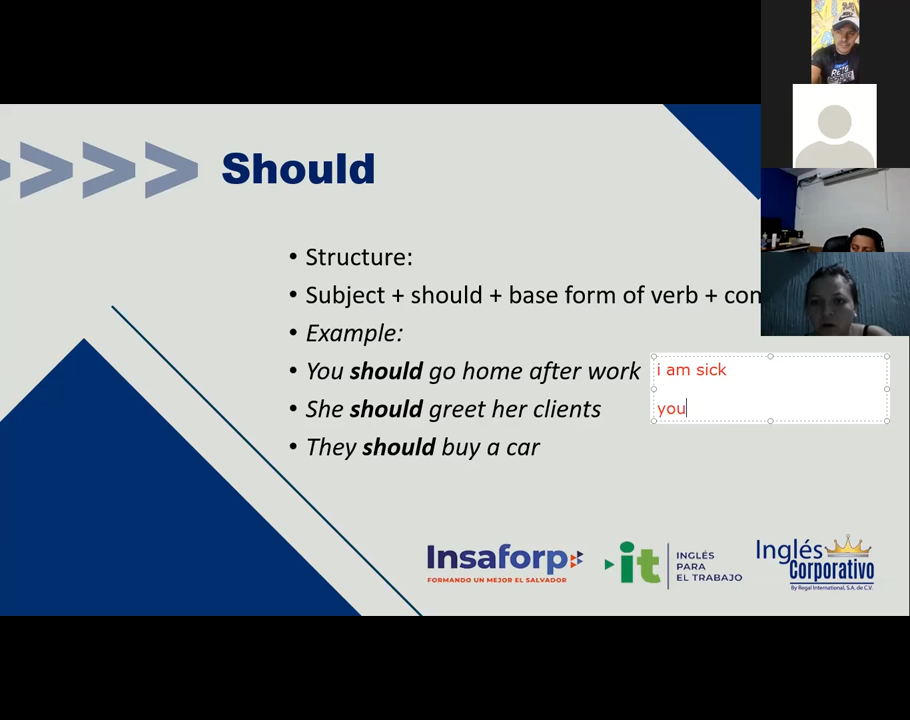 Should
• Structure:
• Subject + should + base form of verb +
• Example:
• You should go home after work
• She should greet her clients
• They should buy a car
i am sick
you
Insaforp
FORMANDO UN MEJOR EL SALVADOR
it
INGLÉS
PARA
EL TRABAJO
Inglés
Corporativo
By Regal International, S.A. de C.V.